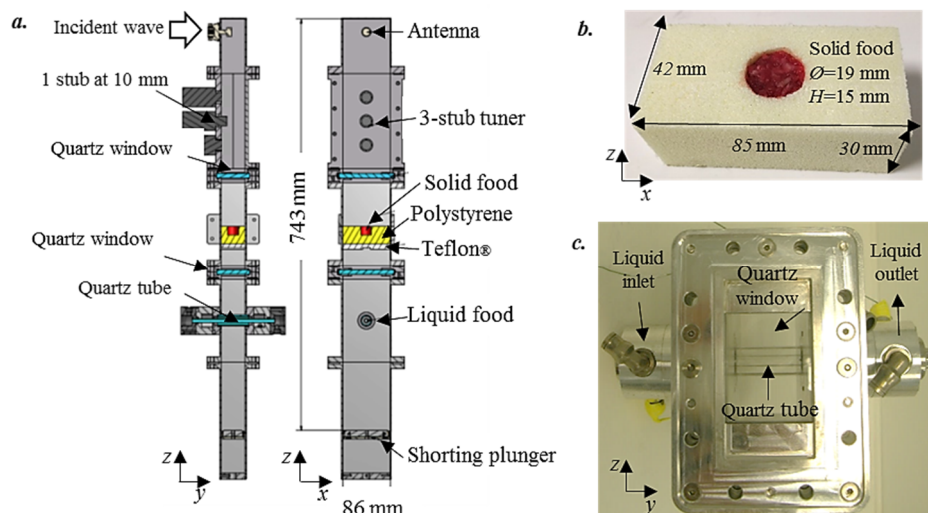 a.
Incident wave
1 stub at 10 mm
Quartz window
Quartz window
Quartz tube
z
y
743 mm
Antenna
3-stub tuner
Solid food
Polystyrene
Teflon®
Liquid food
Shorting plunger
z
x
86 mm
b.
42 mm
Solid food
Ø=19 mm
H=15 mm
85 mm
30 mm
z
x
c.
Liquid
inlet
Quartz
window
Liquid
outlet
Quartz tube
z
y